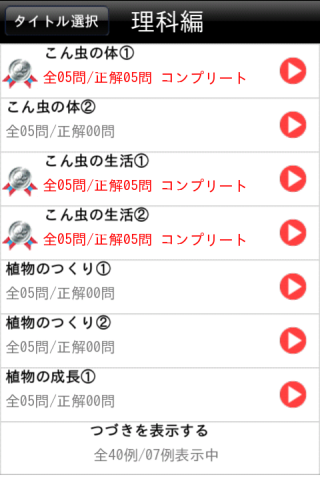 タイトル選択
理科編
こん虫の体①
全05問/正解05問 コンプリート
こん虫の体②
全05問/正解00問
こん虫の生活①
全05問/正解05問 コンプリート
こん虫の生活②
全05問/正解05問 コンプリート
植物のつくり①
全05問/正解00問
植物のつくり②
全05問/正解00問
植物の成長①
全05問/正解00問
つづきを表示する
全40例/07例表示中